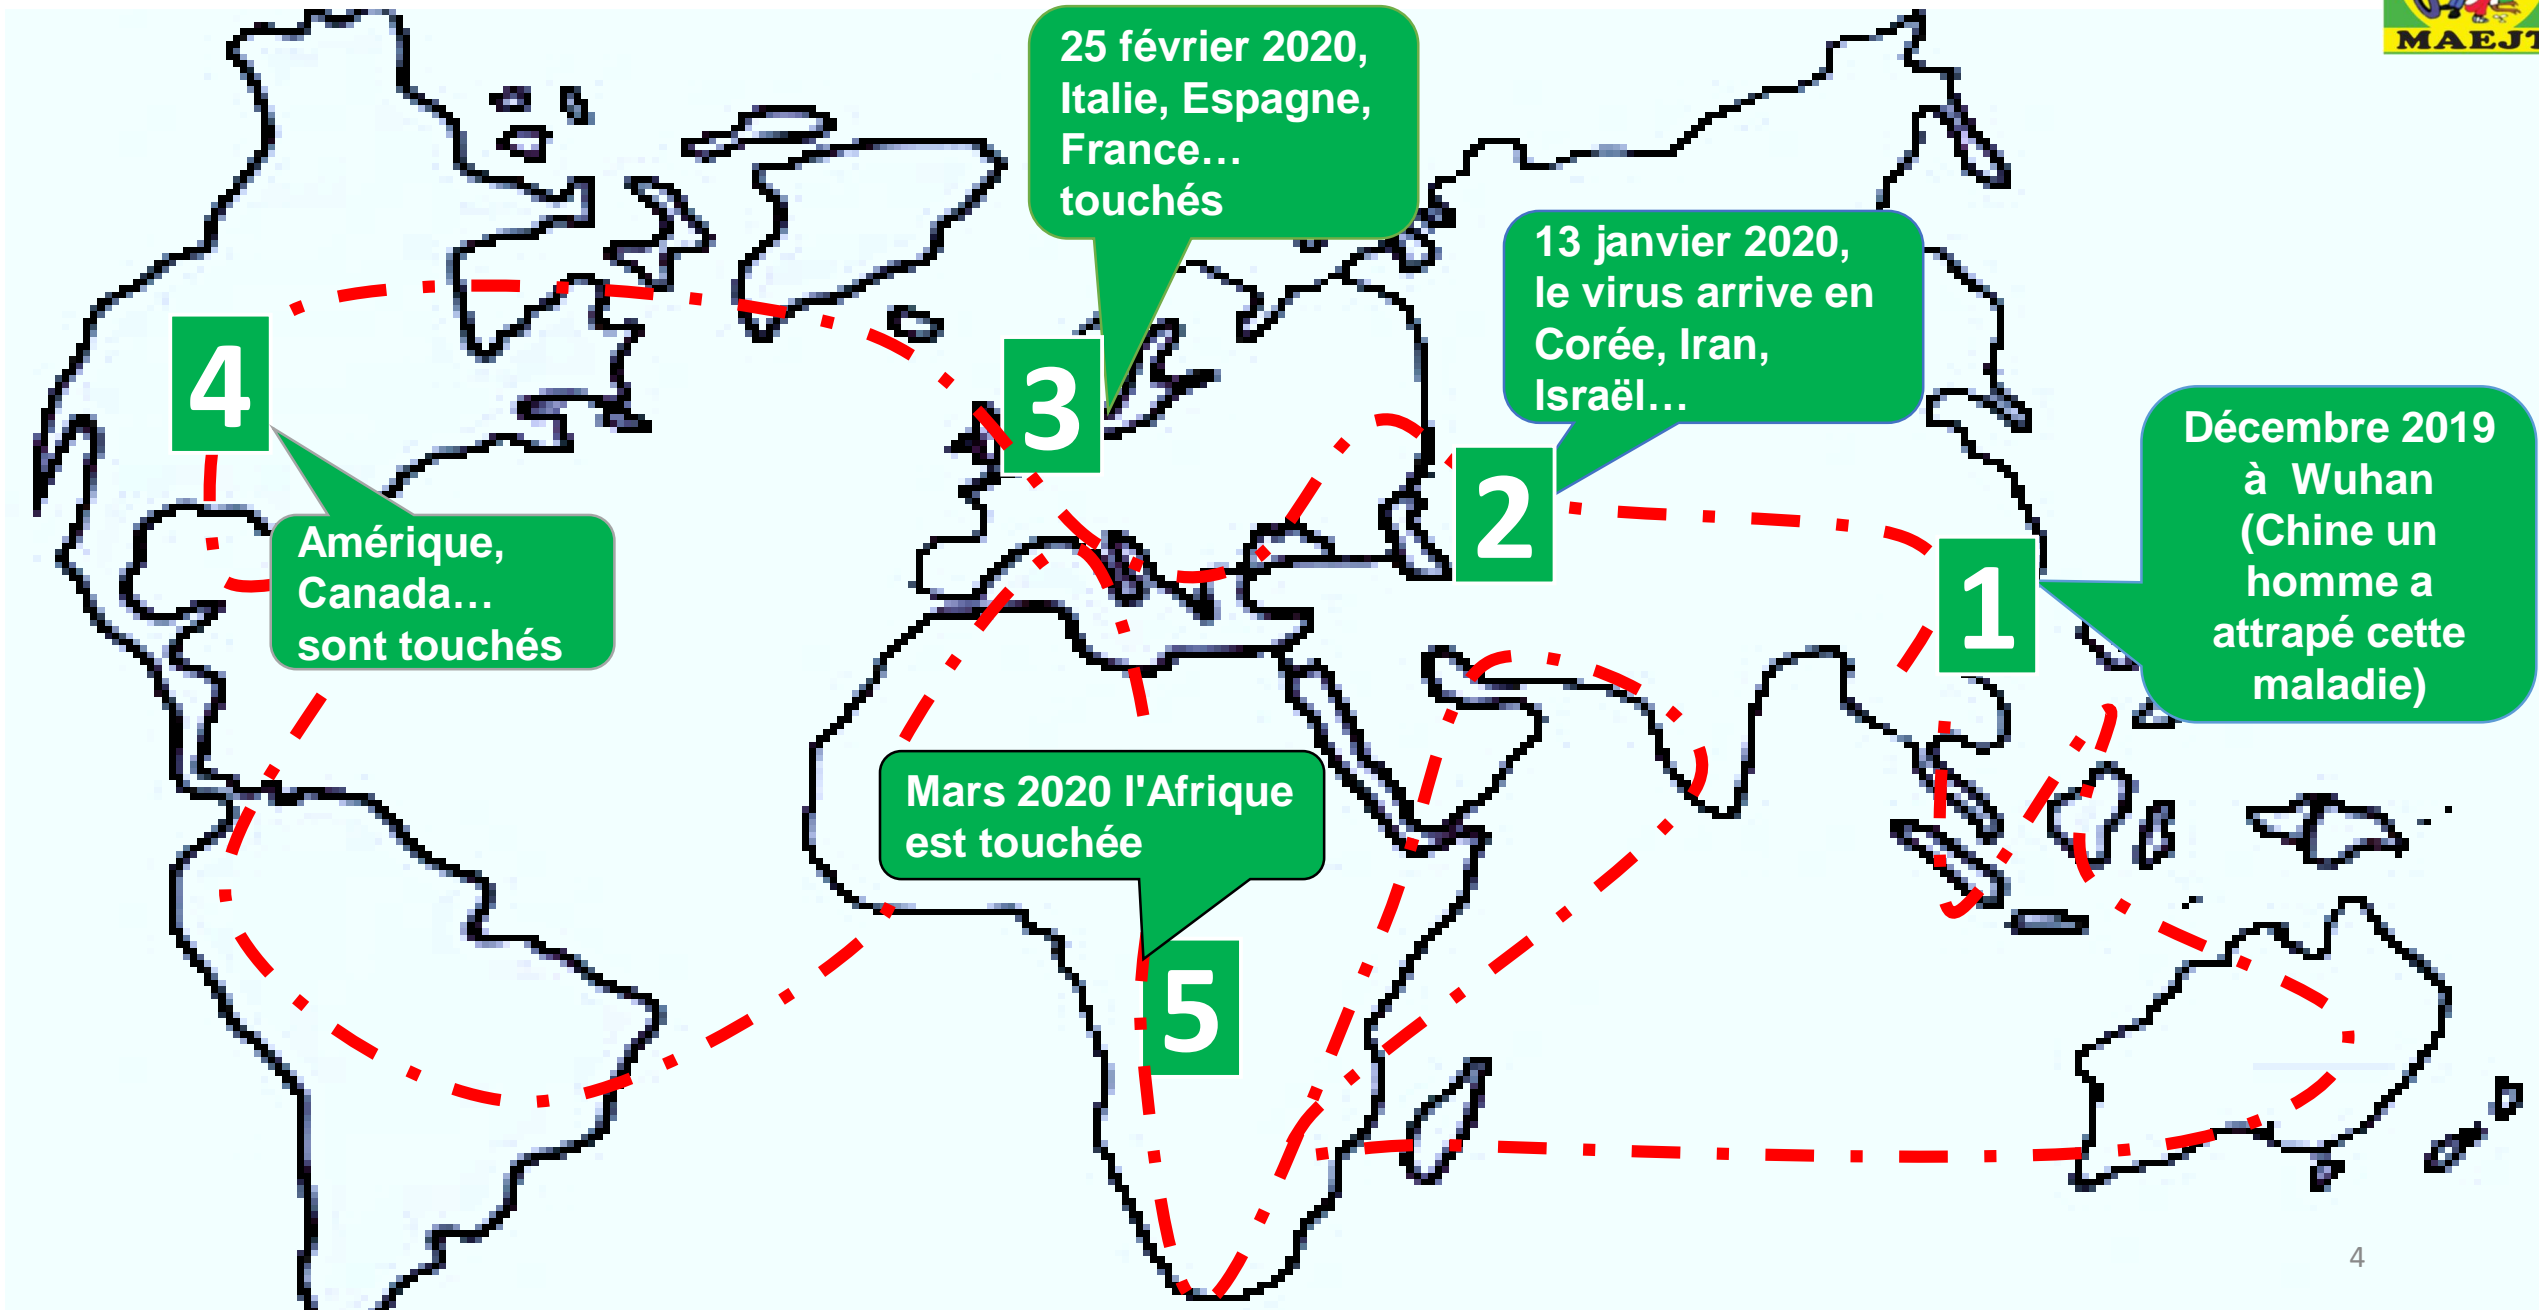 MAEJT
25 février 2020,
Italie, Espagne,
France…
touchés
13 janvier 2020,
le virus arrive en
Corée, Iran,
Israël…
Décembre 2019
à Wuhan
(Chine un
homme a
attrapé cette
maladie)
4
3
2
1
Amérique,
Canada…
sont touchés
Mars 2020 l'Afrique
est touchée
5
4